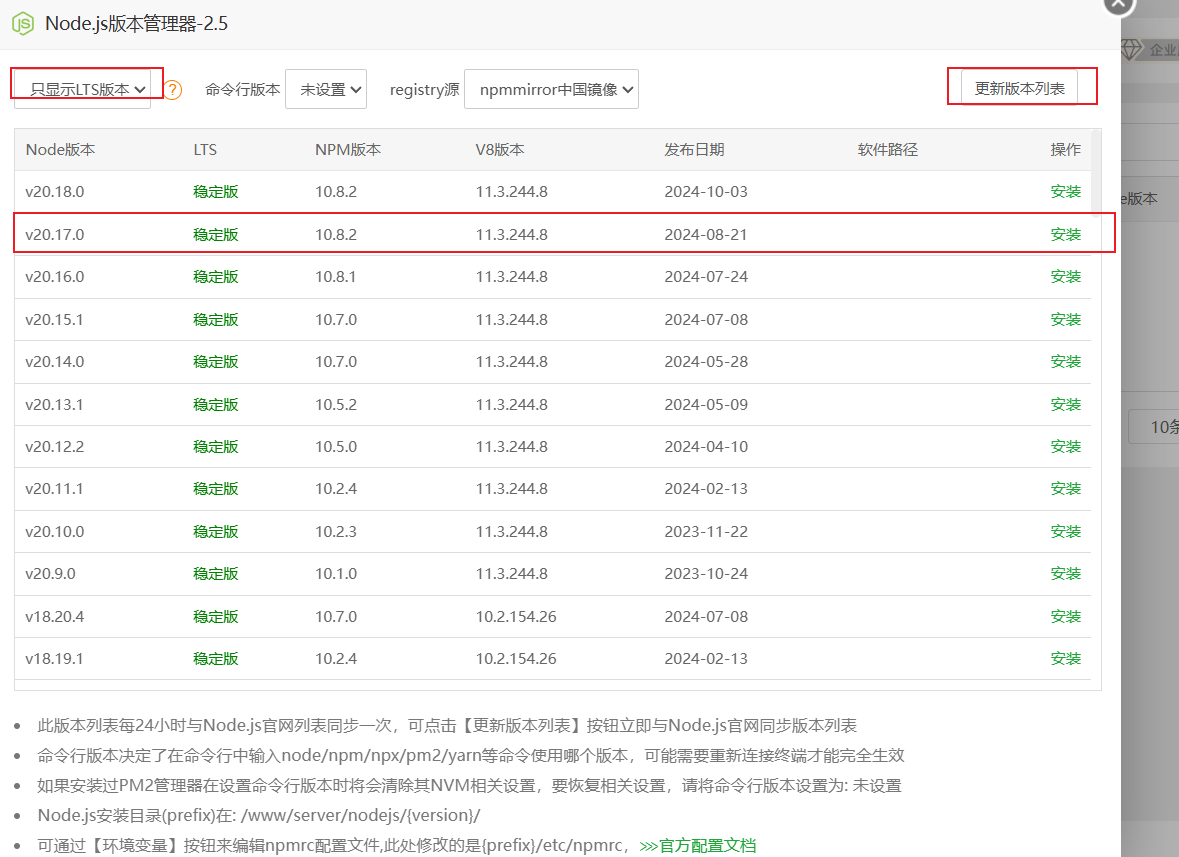 Node.js版本管理器-2.5
企业
只显示LTS版本 ? 命令行版本 未设置 registry源 npmmirror中国镜像 更新版本列表
Node版本 LTS NPM版本 V8版本 发布日期 软件路径 操作
v20.18.0 稳定版 10.8.2 11.3.244.8 2024-10-03 安装
e版本
v20.17.0 稳定版 10.8.2 11.3.244.8 2024-08-21 安装
v20.16.0 稳定版 10.8.1 11.3.244.8 2024-07-24 安装
v20.15.1 稳定版 10.7.0 11.3.244.8 2024-07-08 安装
v20.14.0 稳定版 10.7.0 11.3.244.8 2024-05-28 安装
v20.13.1 稳定版 10.5.2 11.3.244.8 2024-05-09 安装
10条
v20.12.2 稳定版 10.5.0 11.3.244.8 2024-04-10 安装
v20.11.1 稳定版 10.2.4 11.3.244.8 2024-02-13 安装
v20.10.0 稳定版 10.2.3 11.3.244.8 2023-11-22 安装
v20.9.0 稳定版 10.1.0 11.3.244.8 2023-10-24 安装
v18.20.4 稳定版 10.7.0 10.2.154.26 2024-07-08 安装
v18.19.1 稳定版 10.2.4 10.2.154.26 2024-02-13 安装
此版本列表每24小时与Node.js官网列表同步一次，可点击【更新版本列表】按钮立即与Node.js官网同步版本列表
命令行版本决定了在命令行中输入node/npm/npx/pm2/yarn等命令使用哪个版本，可能需要重新连接终端才能完全生效
如果安装过PM2管理器在设置命令行版本时将会清除其NVM相关设置，要恢复相关设置，请将命令行版本设置为: 未设置
Node.js安装目录(prefix)在: /www/server/nodejs/{version}/
可通过【环境变量】按钮来编辑npmrc配置文件,此处修改的是{prefix}/etc/npmrc， >>>官方配置文档